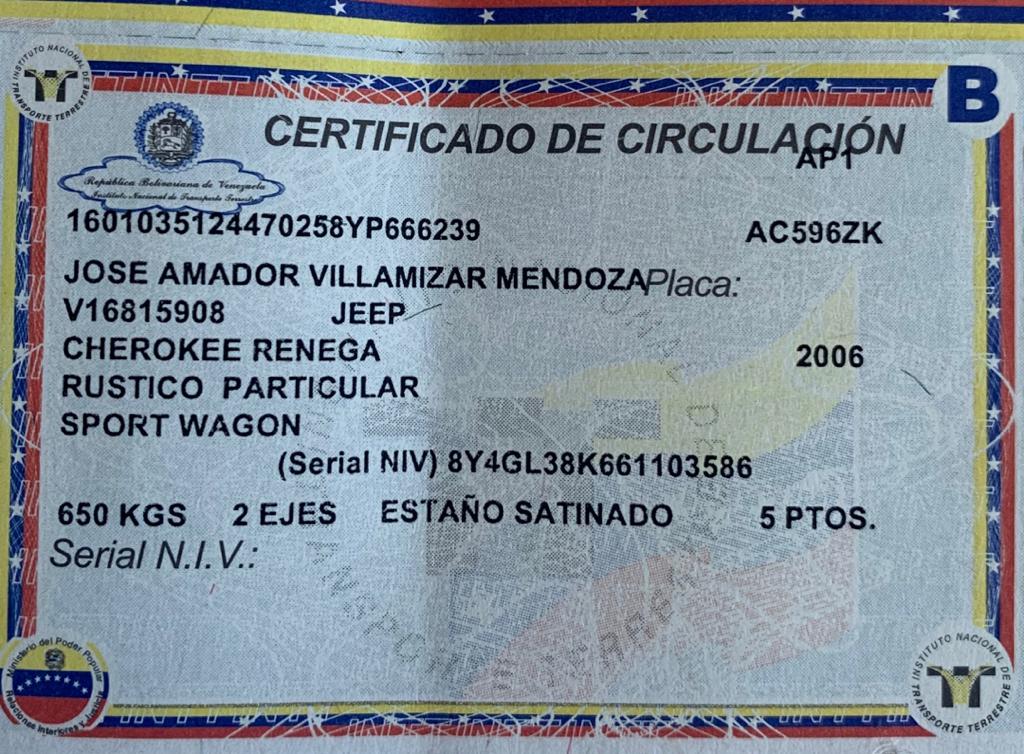 INSTITUTO NACIONAL DE TRANSPORTE TERRESTRE
B
CERTIFICADO DE CIRCULACIÓN
AP1
República Bolivariana de Venezuela
Instituto Nacional de Transporte Terrestre
1601035124470258YP666239 AC596ZK
JOSE AMADOR VILLAMIZAR MENDOZA Placa:
V16815908 JEEP
CHEROKEE RENEGA 2006
RUSTICO PARTICULAR
SPORT WAGON
(Serial NIV) 8Y4GL38K661103586
650 KGS 2 EJES ESTAÑO SATINADO 5 PTOS.
Serial N.I.V.:
Ministerio del Poder Popular
Relaciones Interiores y Justicia
INSTITUTO NACIONAL DE TRANSPORTE TERRESTRE